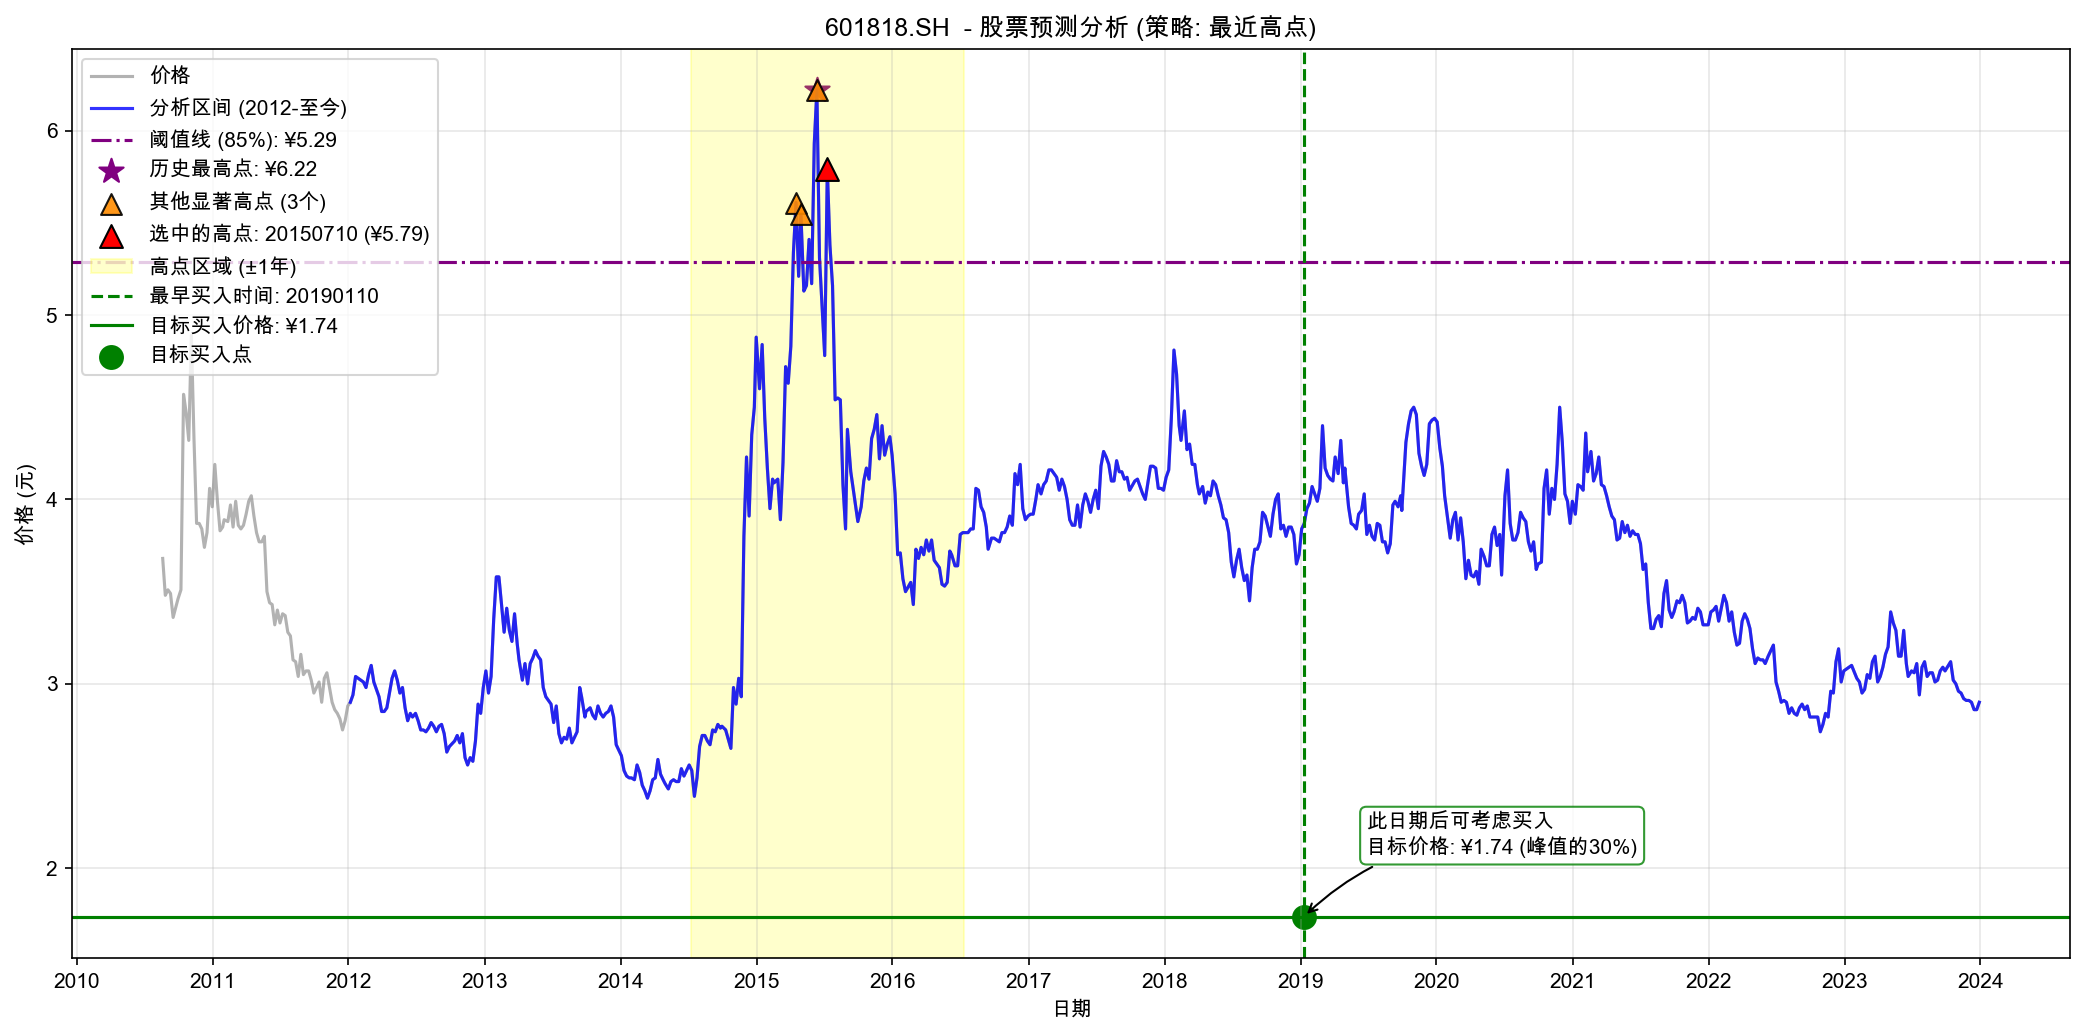 601818.SH - 股票预测分析 (策略: 最近高点)
价格
分析区间 (2012-至今)
阈值线 (85%): ¥5.29
历史最高点: ¥6.22
其他显著高点 (3个)
选中的高点: 20150710 (¥5.79)
高点区域 (±1年)
最早买入时间: 20190110
目标买入价格: ¥1.74
目标买入点
6
5
4
3
2
价格 (元)
此日期后可考虑买入
目标价格: ¥1.74 (峰值的30%)
2010 2011 2012 2013 2014 2015 2016 2017 2018 2019 2020 2021 2022 2023 2024
日期